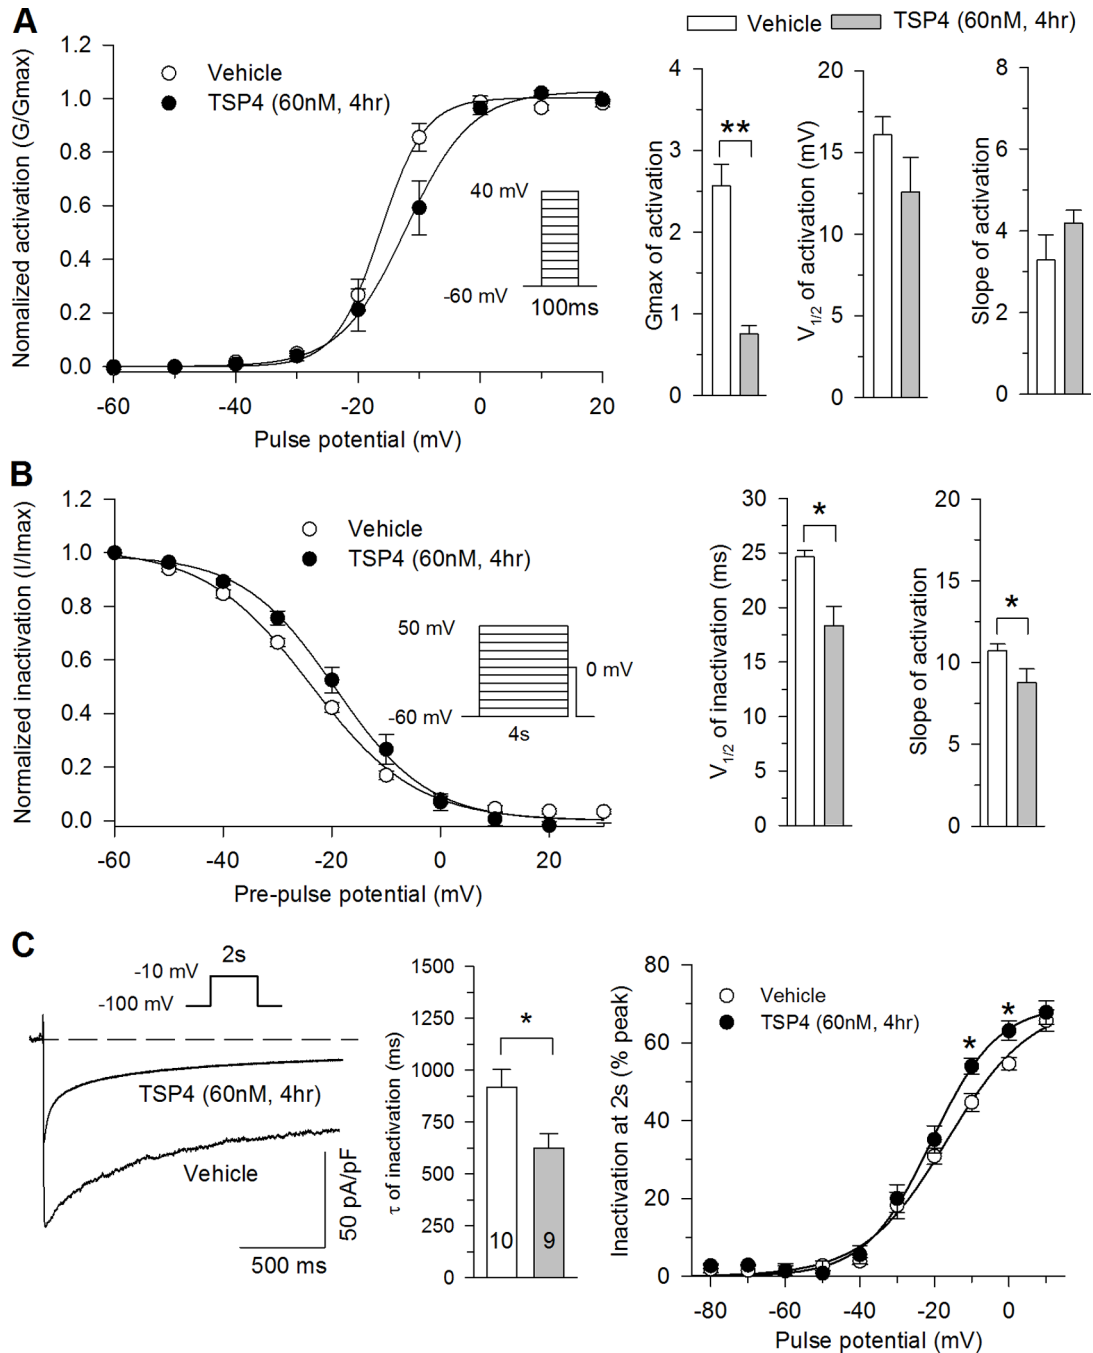 A
Vehicle
TSP4 (60nM, 4hr)
Nomalized activation (G/Gmax)
1.2
1.0
0.8
0.6
0.4
0.2
0.0
Vehicle
TSP4 (60nM, 4hr)
40 mV
-60 mV
100ms
-60
-40
-20
0
20
Pulse potential (mV)
Gmax of activation
4
3
2
1
0
**
V1/2 of activation (mV)
20
15
10
5
0
Slope of activation
8
6
4
2
0
B
Normalized inactivation (I/Imax)
1.2
1.0
0.8
0.6
0.4
0.2
0.0
Vehicle
TSP4 (60nM, 4hr)
50 mV
0 mV
-60 mV
4s
-60
-40
-20
0
20
Pre-pulse potential (mV)
V1/2 of inactivation (ms)
30
25
20
15
10
5
0
*
Slope of activation
20
15
10
5
0
*
C
2s
-10 mV
-100 mV
TSP4 (60nM, 4hr)
Vehicle
50 pA/pF
500 ms
τ of inactivation (ms)
1500
1250
1000
750
500
250
0
*
10
9
Inactivation at 2s (% peak)
80
60
40
20
0
Vehicle
TSP4 (60nM, 4hr)
*
*
-80
-60
-40
-20
0
Pulse potential (mV)